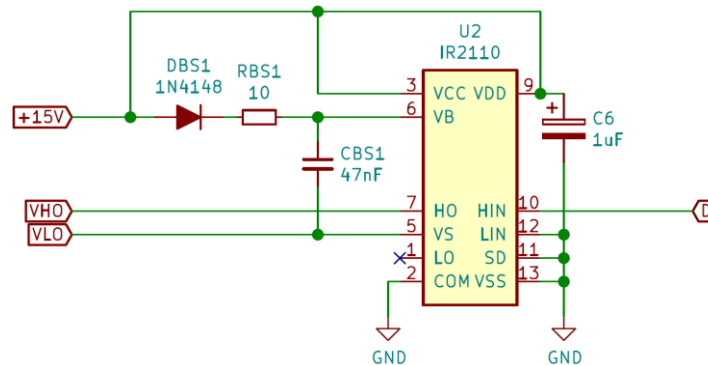 U2
IR2110
DBS1
1N4148
RBS1
10
+15V
3
VCC
VDD
9
6
VB
+
C6
1uF
CBS1
47nF
VHO
7
HO
HIN
10
D
VLO
5
VS
LIN
12
1
LO
SD
11
2
COM
VSS
13
GND
GND